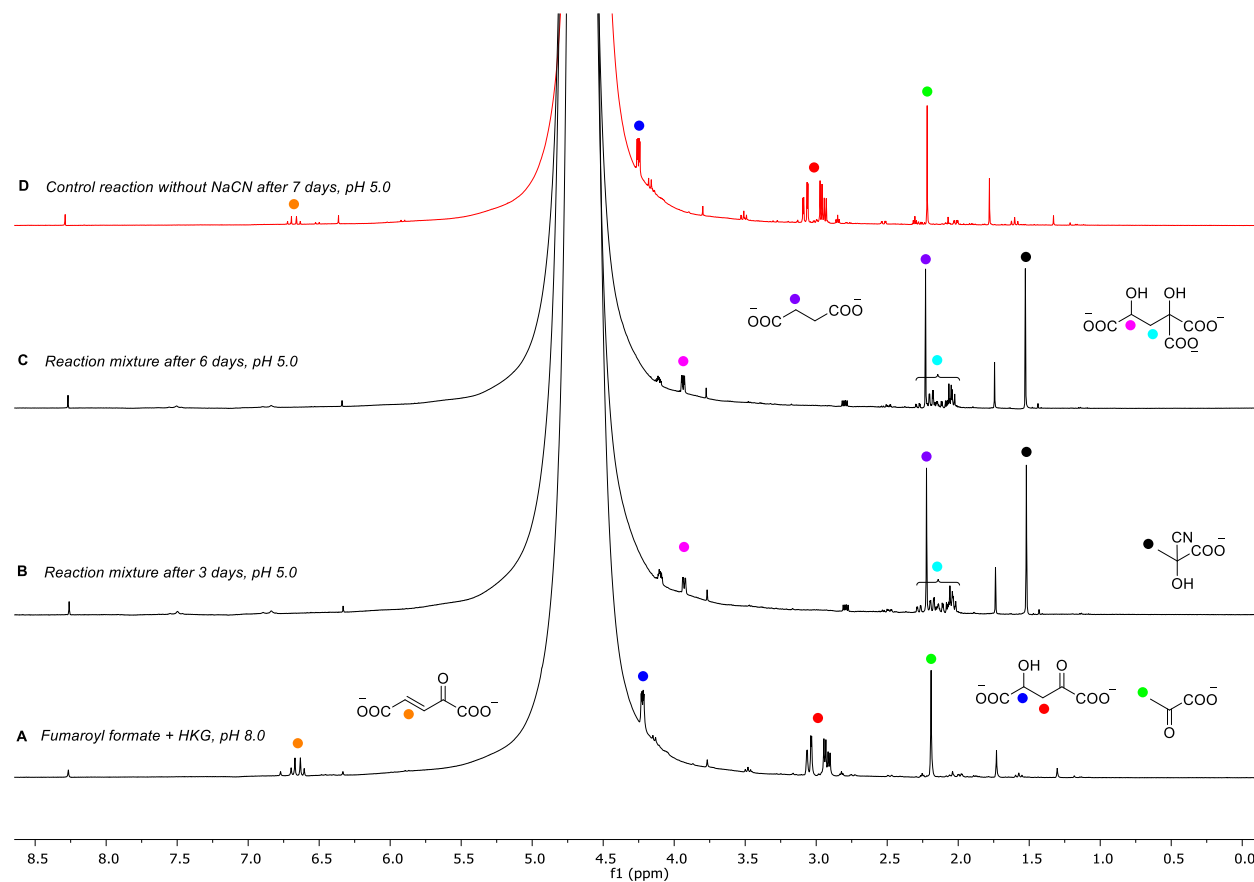 D Control reaction without NaCN after 7 days, pH 5.0
−OOC COO−
OH OH
−OOC COO−
COO−
C Reaction mixture after 6 days, pH 5.0
CN
COO−
OH
B Reaction mixture after 3 days, pH 5.0
O
−OOC COO−
OH O
−OOC COO−
COO−
O
A Fumaroyl formate + HKG, pH 8.0
8.5 8.0 7.5 7.0 6.5 6.0 5.5 5.0 4.5 4.0 3.5 3.0 2.5 2.0 1.5 1.0 0.5 0.0
f1 (ppm)